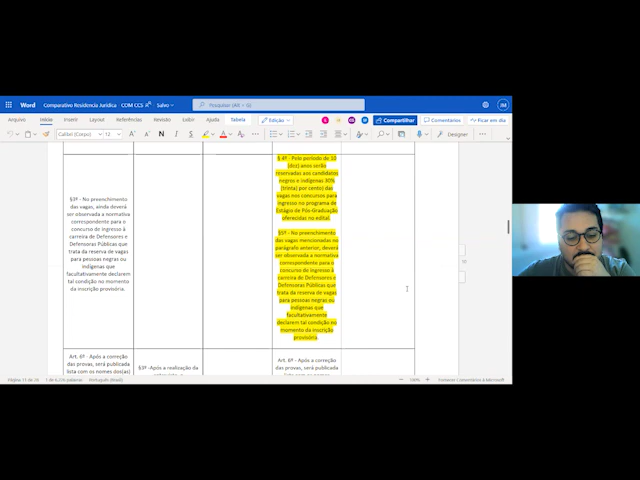 Word
Comparativo Residencia Juridica
COM CCS
Salvo
Pesquisar (Alt + G)
JM
Arquivo
Início
Inserir
Layout
Referências
Revisão
Exibir
Ajuda
Tabela
Edição
Compartilhar
Comentários
Ficar em dia
Calibri (Corpo)
12
N
Designer
§3º - No preenchimento
das vagas, ainda deverá
ser observada a normativa
correspondente para o
concurso de ingresso à
carreira de Defensores e
Defensoras Públicas que
trata da reserva de vagas
para pessoas negras ou
indígenas que
facultativamente declarem
tal condição no momento
da inscrição provisória.
Art. 6º - Após a correção
das provas, será publicada
lista com os nomes dos(as)
§3º -Após a realização da
§ 4º - Pelo período de 10
(dez) anos serão
reservadas aos candidatos
negros e indígenas 30%
(trinta) por cento) das
vagas nos concursos para
ingresso no programa de
Estágio de Pós-Graduação
oferecidas no edital.
§5º - No preenchimento
das vagas mencionadas no
parágrafo anterior, deverá
ser observada a normativa
correspondente para o
concurso de ingresso à
carreira de Defensores e
Defensoras Públicas que
trata da reserva de vagas
para pessoas negras ou
indígenas que
facultativamente
declarem tal condição no
momento da inscrição
provisória.
Art. 6º - Após a correção
das provas, será publicada
Página 11 de 24
Português (Brasil)
100%
Fornecer Comentários à Microsoft